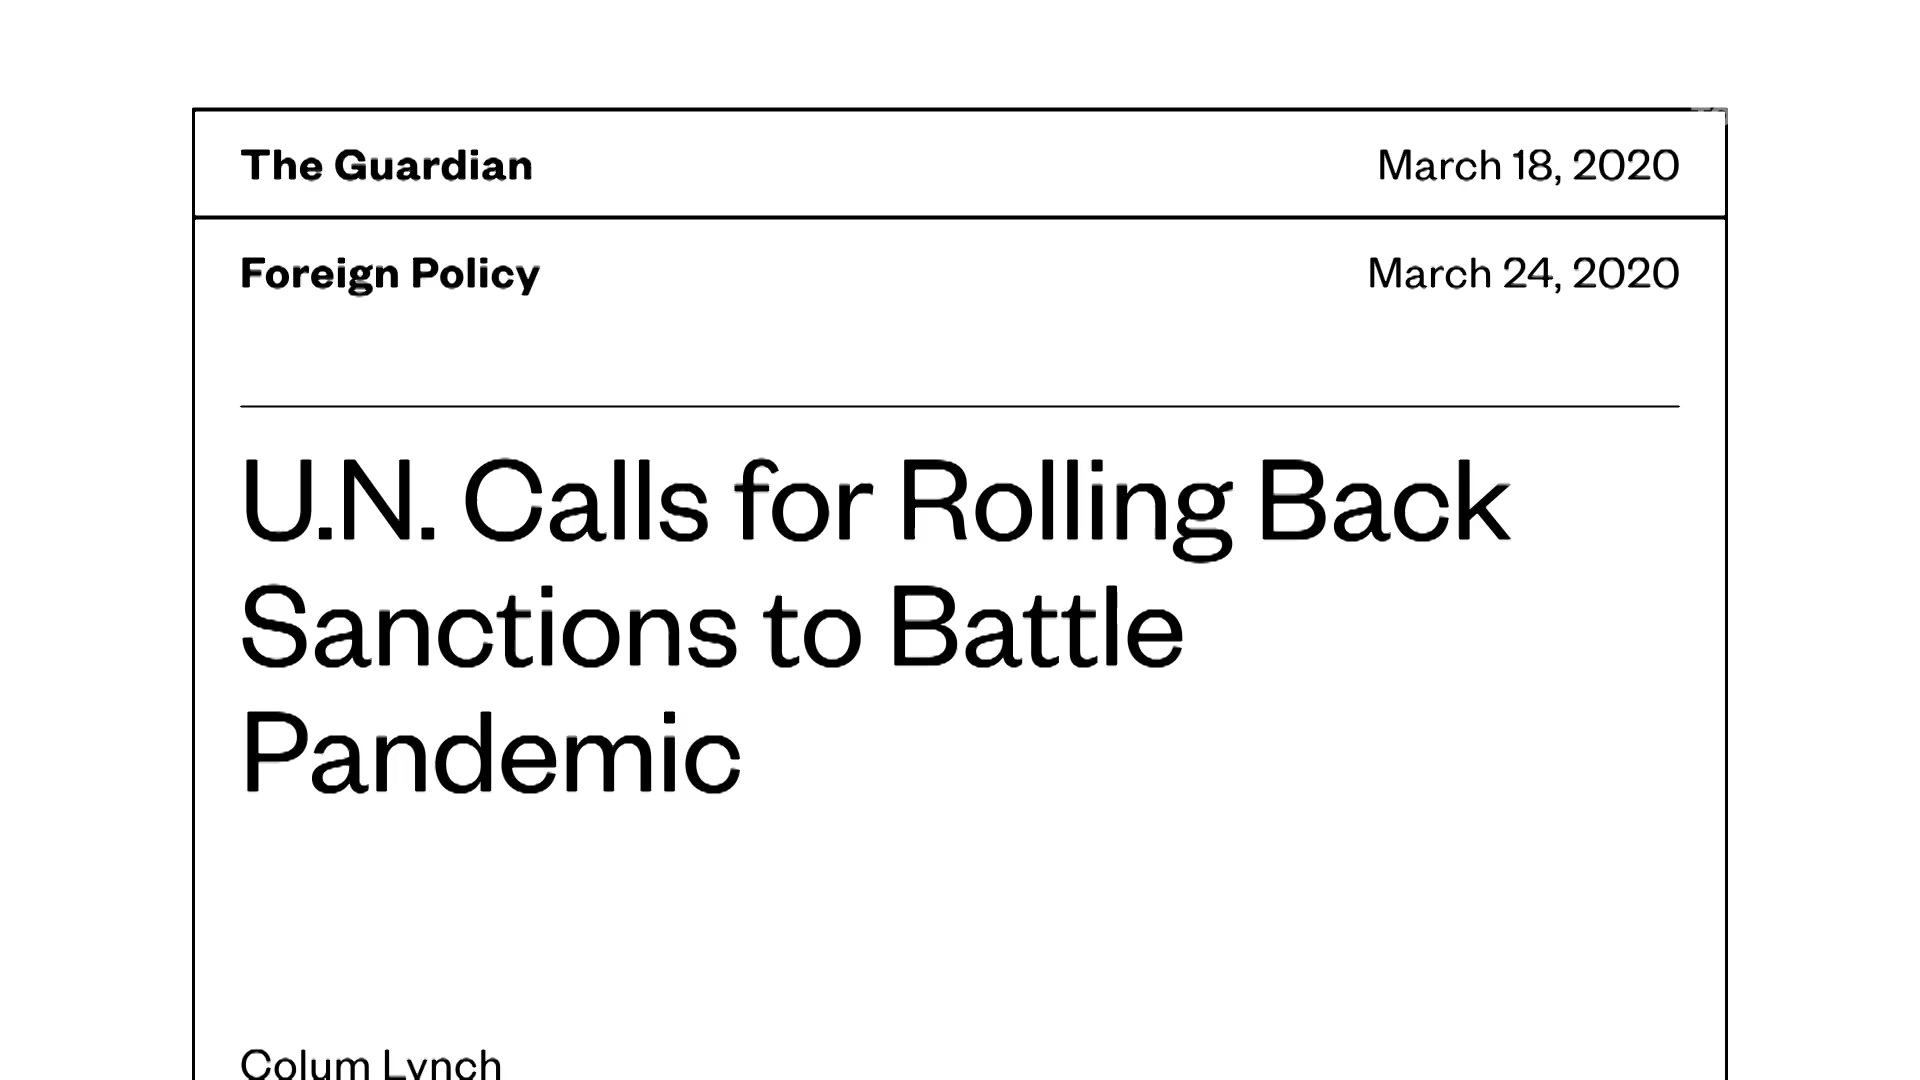 The Guardian March 18, 2020
Foreign Policy March 24, 2020
U.N. Calls for Rolling Back
Sanctions to Battle
Pandemic
Colum Lynch